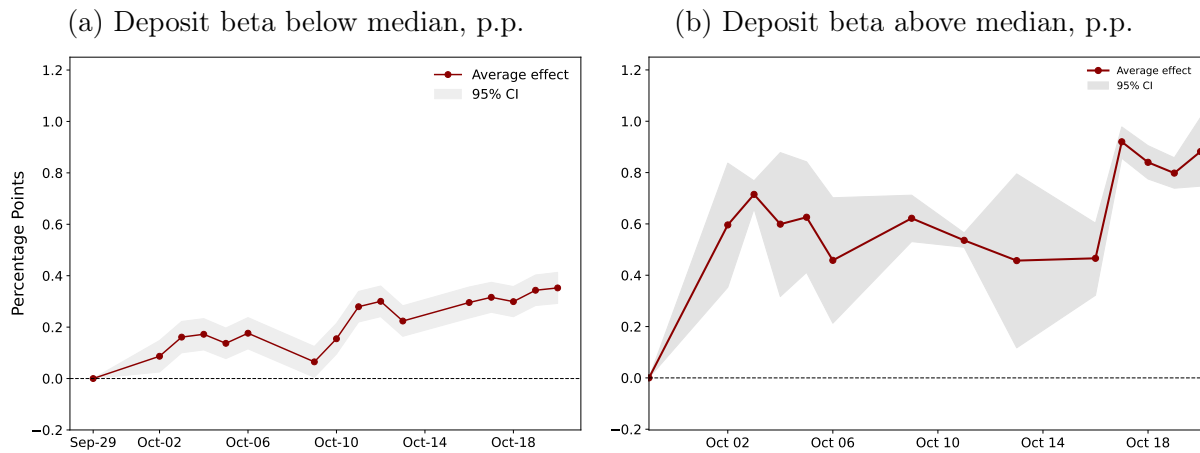 (a) Deposit beta below median, p.p.
Percentage Points
1.2
1.0
0.8
0.6
0.4
0.2
0.0
−0.2
Sep-29 Oct-02 Oct-06 Oct-10 Oct-14 Oct-18
Average effect
95% CI
(b) Deposit beta above median, p.p.
1.2
1.0
0.8
0.6
0.4
0.2
0.0
−0.2
Oct 02 Oct 06 Oct 10 Oct 14 Oct 18
Average effect
95% CI